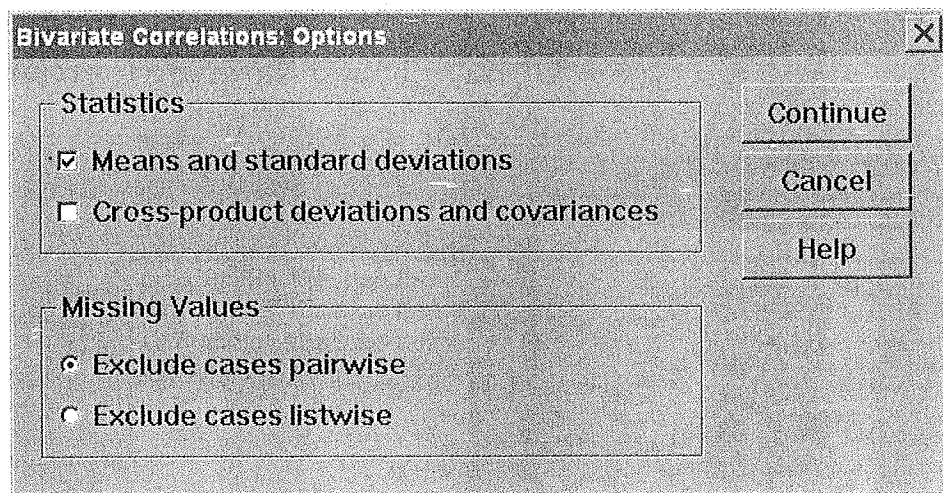 Bivariate Correlations: Options
Statistics
Means and standard deviations
Cross-product deviations and covariances
Missing Values
Exclude cases pairwise
Exclude cases listwise
Continue
Cancel
Help